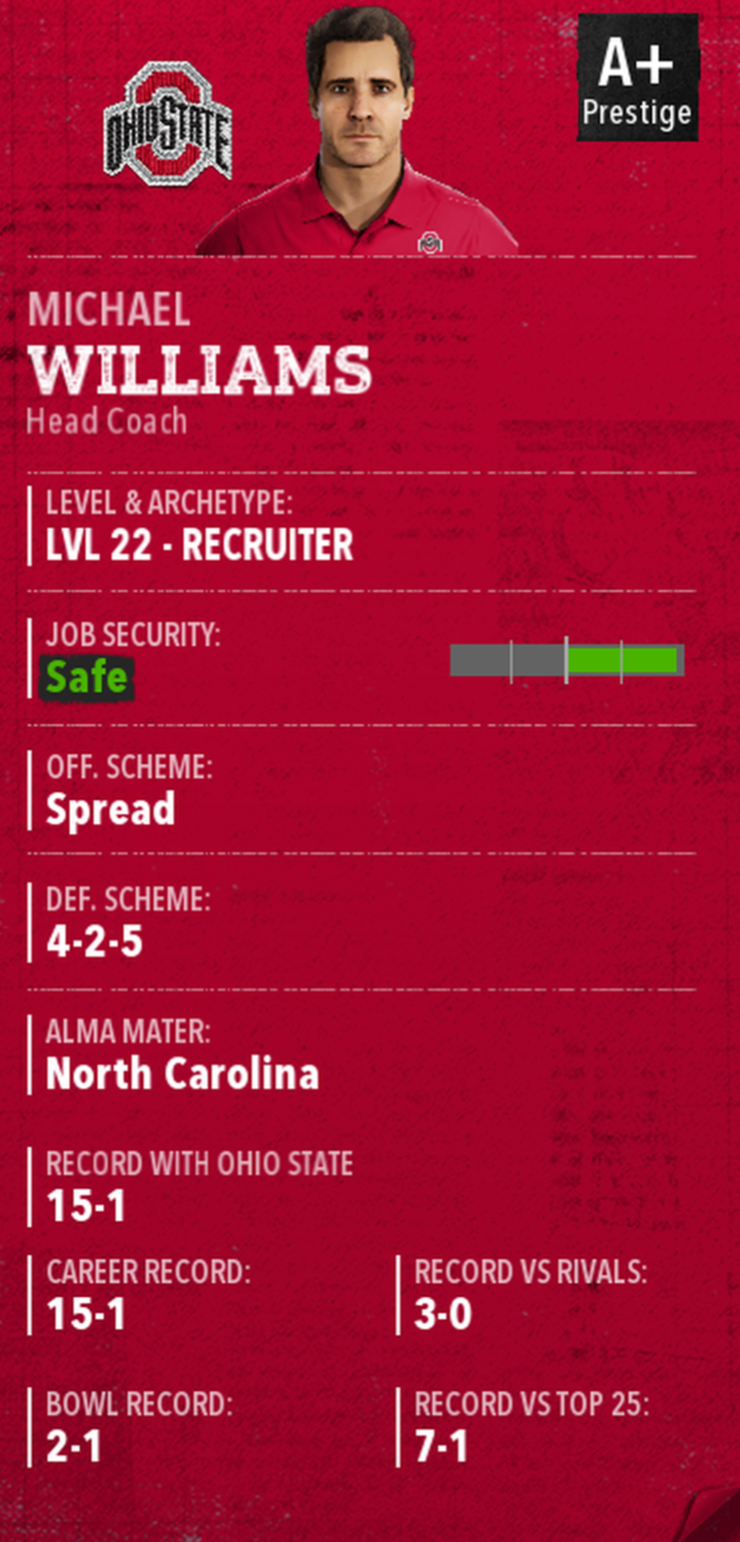 OHIO STATE
A+
Prestige
MICHAEL
WILLIAMS
Head Coach
LEVEL & ARCHETYPE:
LVL 22 - RECRUITER
JOB SECURITY:
Safe
OFF. SCHEME:
Spread
DEF. SCHEME:
4-2-5
ALMA MATER:
North Carolina
RECORD WITH OHIO STATE
15-1
CAREER RECORD:
15-1
RECORD VS RIVALS:
3-0
BOWL RECORD:
2-1
RECORD VS TOP 25:
7-1